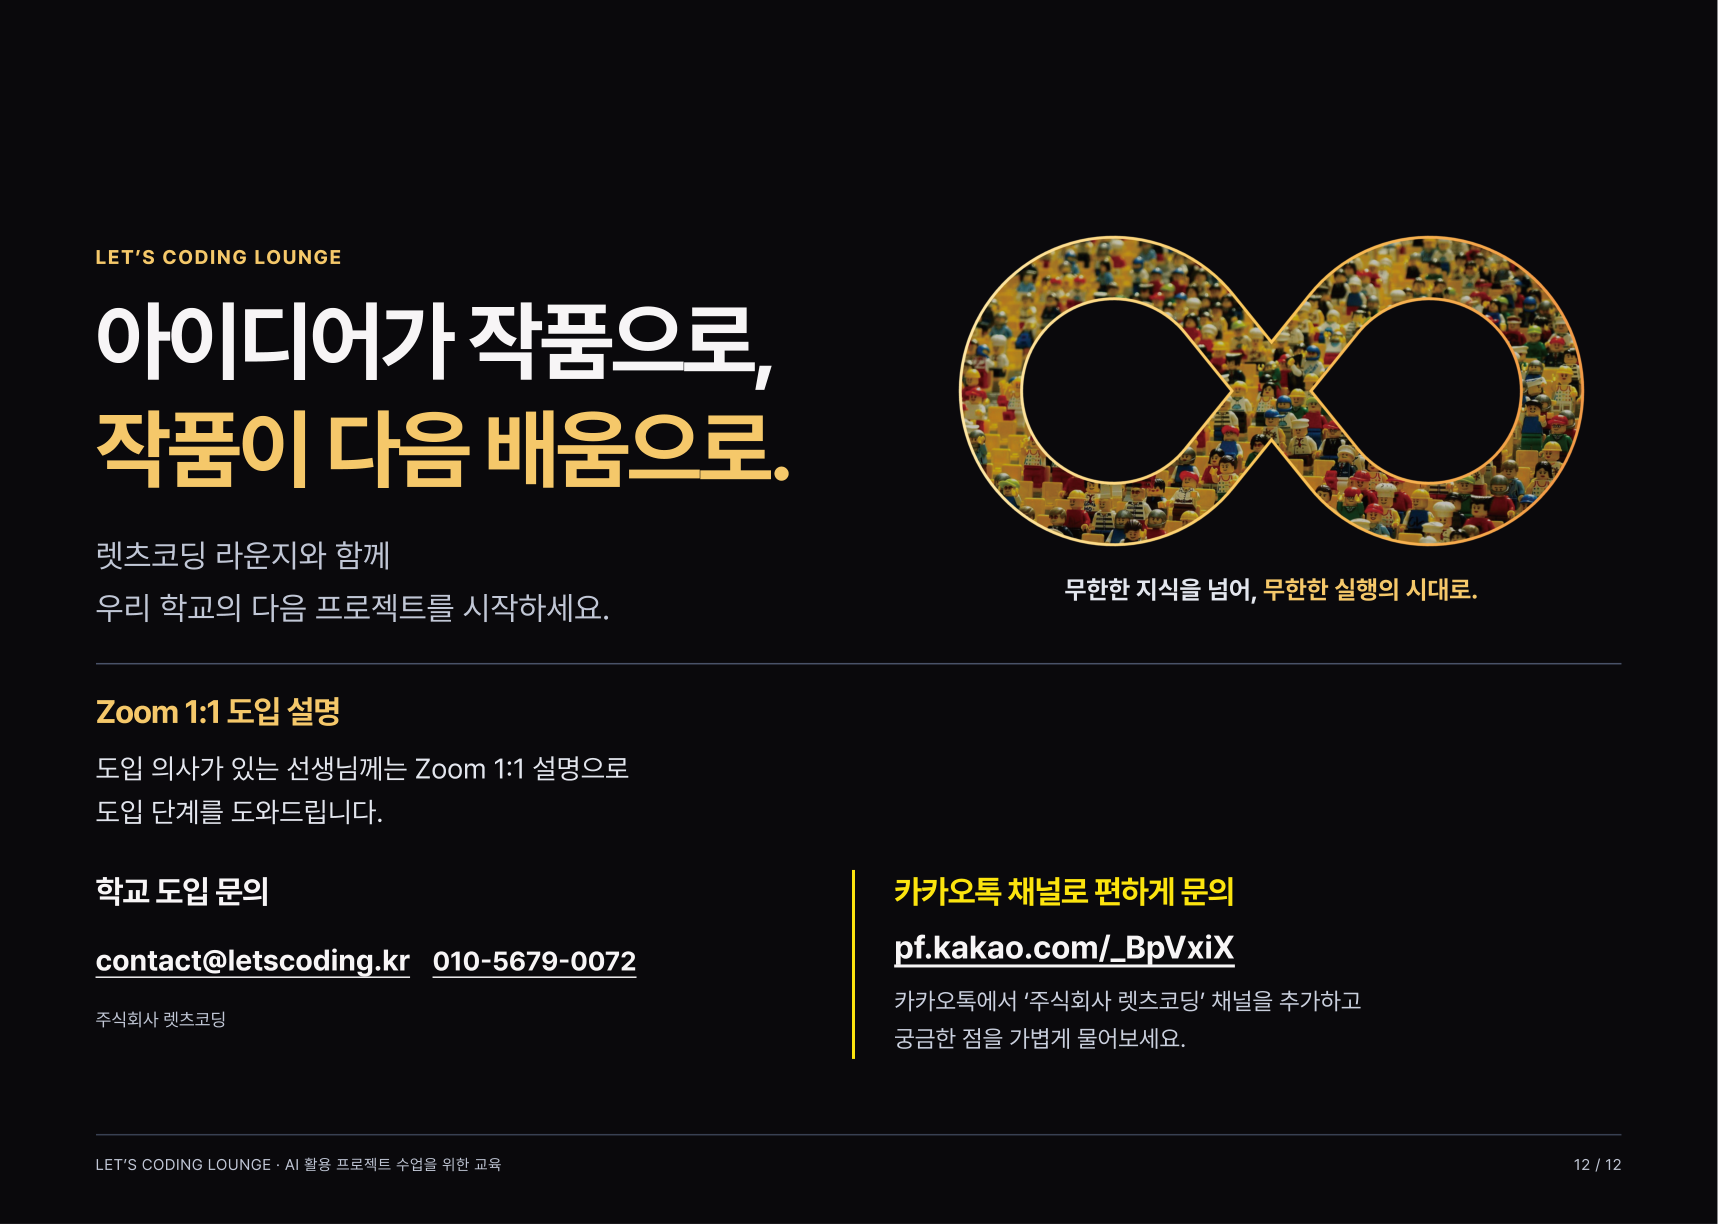 LET’S CODING LOUNGE
아이디어가 작품으로,
작품이 다음 배움으로.
렛츠코딩 라운지와 함께
우리 학교의 다음 프로젝트를 시작하세요.
무한한 지식을 넘어, 무한한 실행의 시대로.
Zoom 1:1 도입 설명
도입 의사가 있는 선생님께는 Zoom 1:1 설명으로
도입 단계를 도와드립니다.
학교 도입 문의
contact@letscoding.kr 010-5679-0072
주식회사 렛츠코딩
카카오톡 채널로 편하게 문의
pf.kakao.com/_BpVxiX
카카오톡에서 ‘주식회사 렛츠코딩’ 채널을 추가하고
궁금한 점을 가볍게 물어보세요.
LET’S CODING LOUNGE · AI 활용 프로젝트 수업을 위한 교육
12 / 12